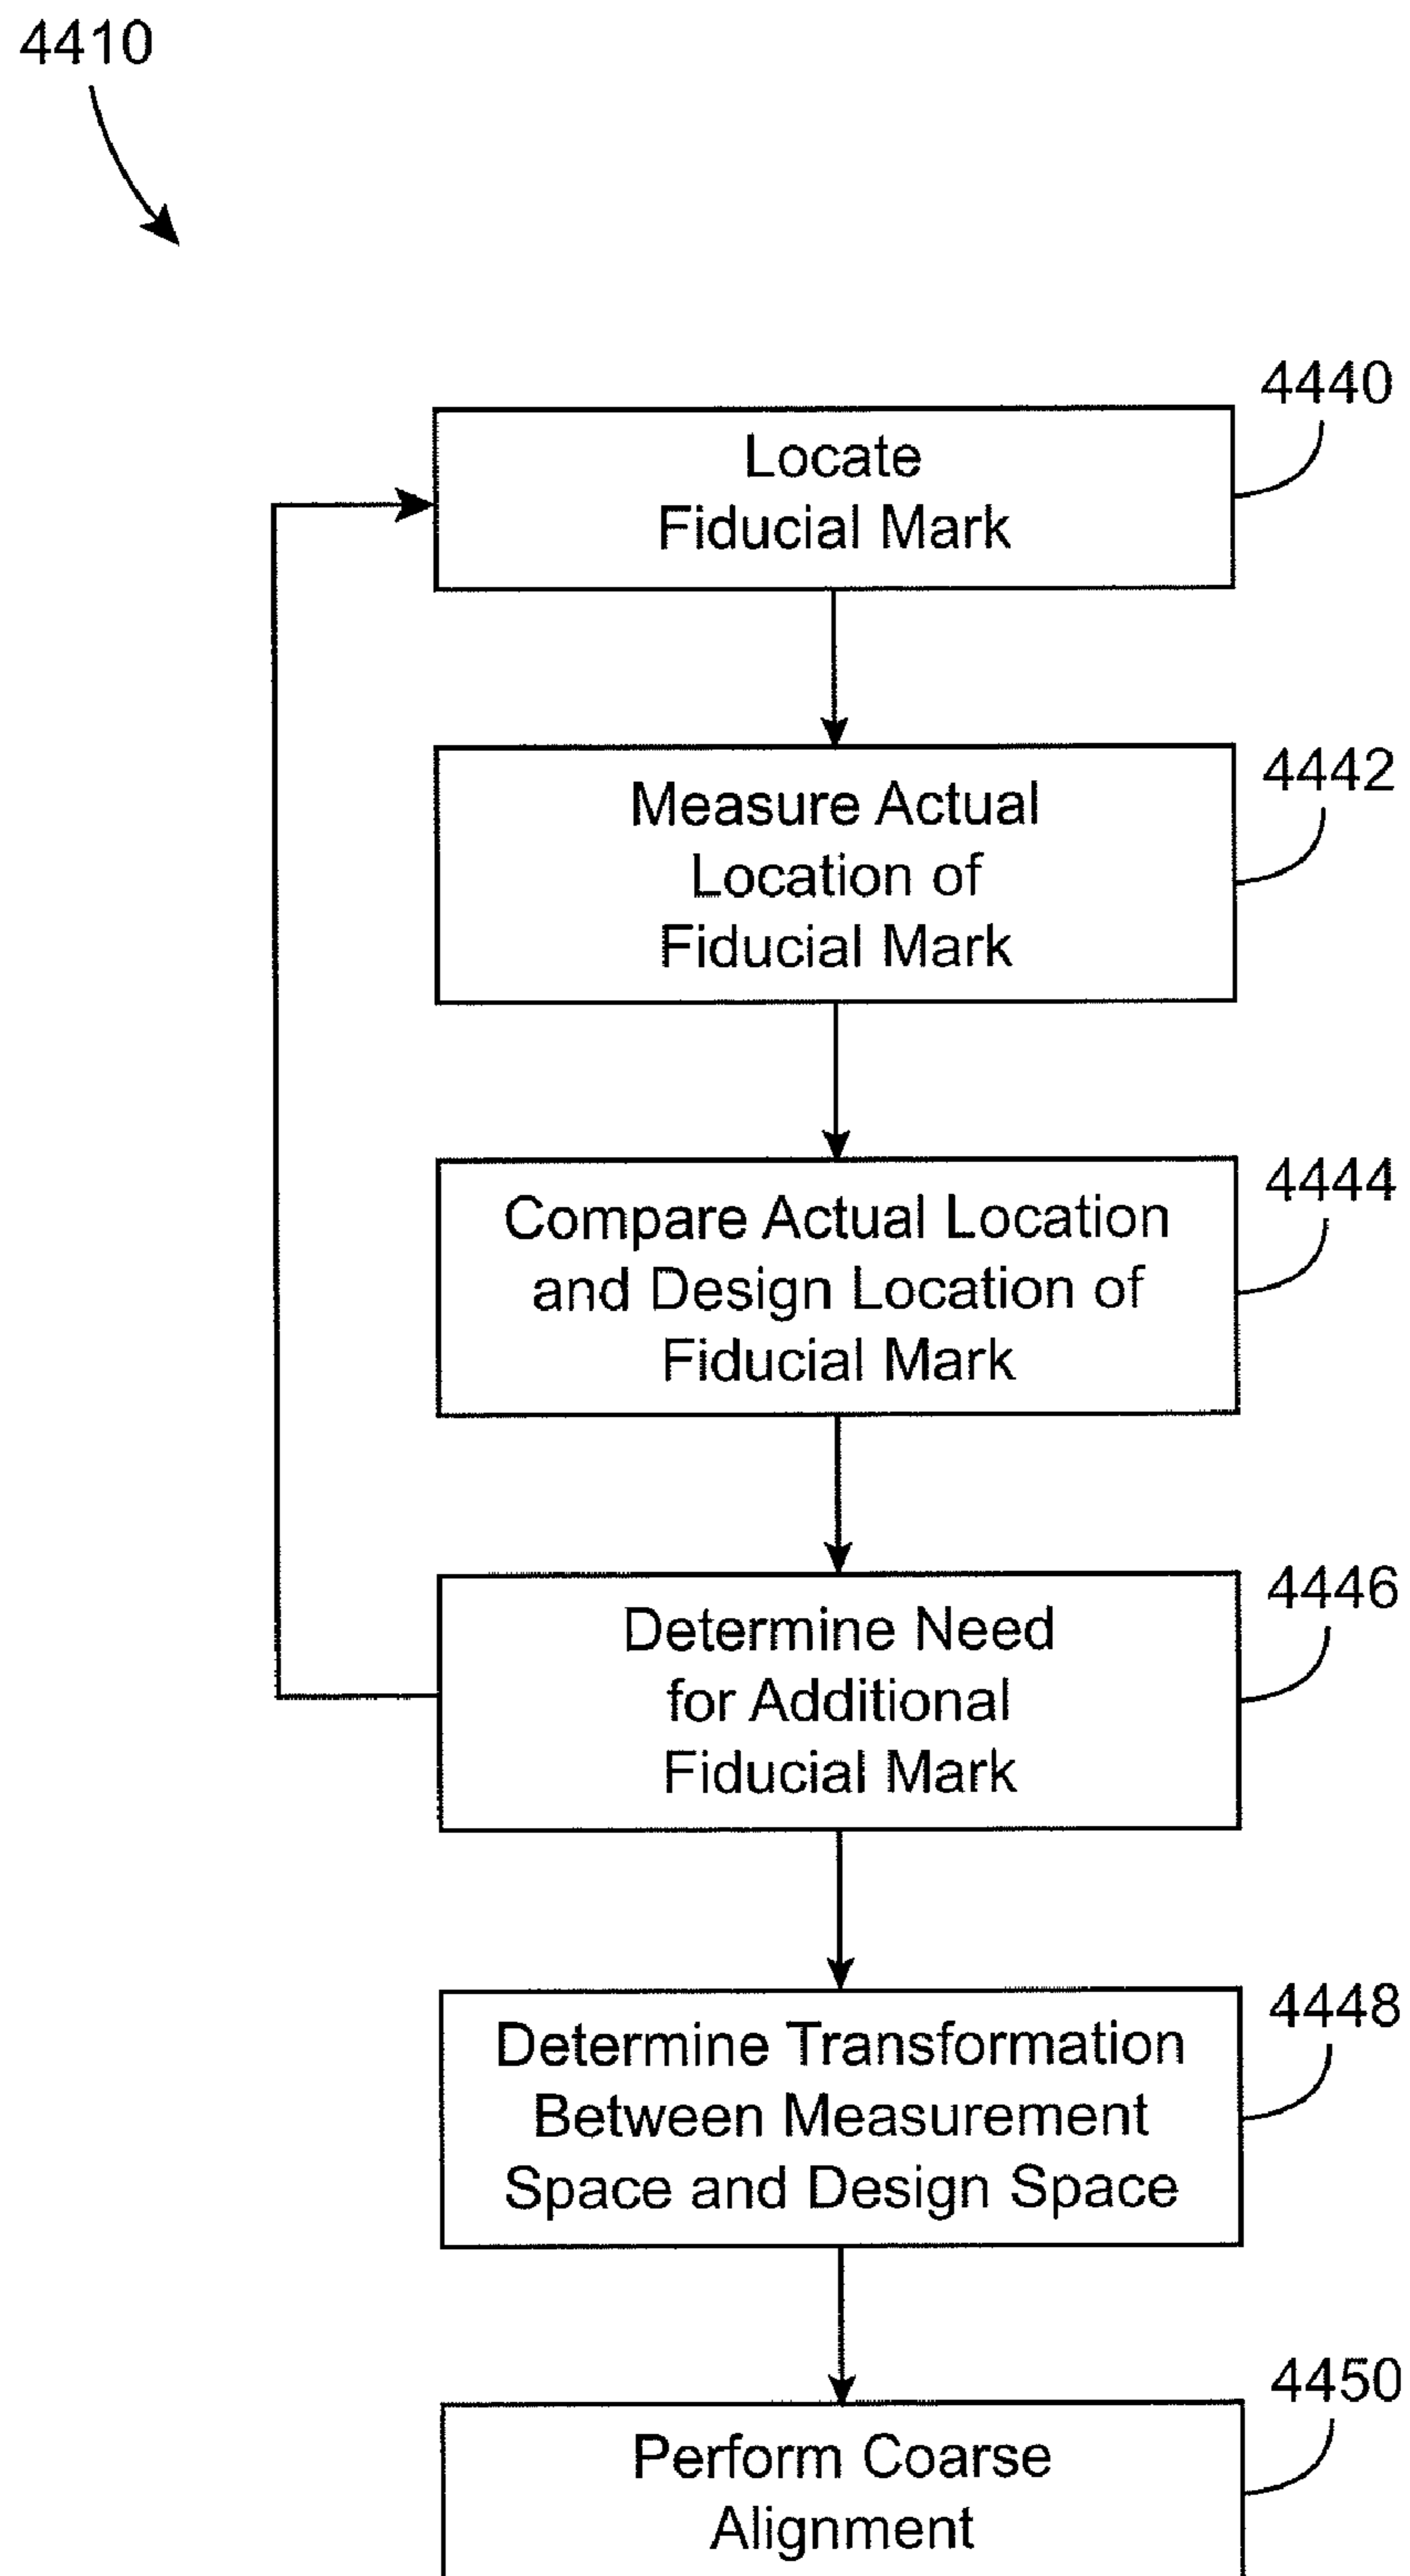 4410
4440
Locate
Fiducial Mark
4442
Measure Actual
Location of
Fiducial Mark
4444
Compare Actual Location
and Design Location of
Fiducial Mark
4446
Determine Need
for Additional
Fiducial Mark
4448
Determine Transformation
Between Measurement
Space and Design Space
4450
Perform Coarse
Alignment